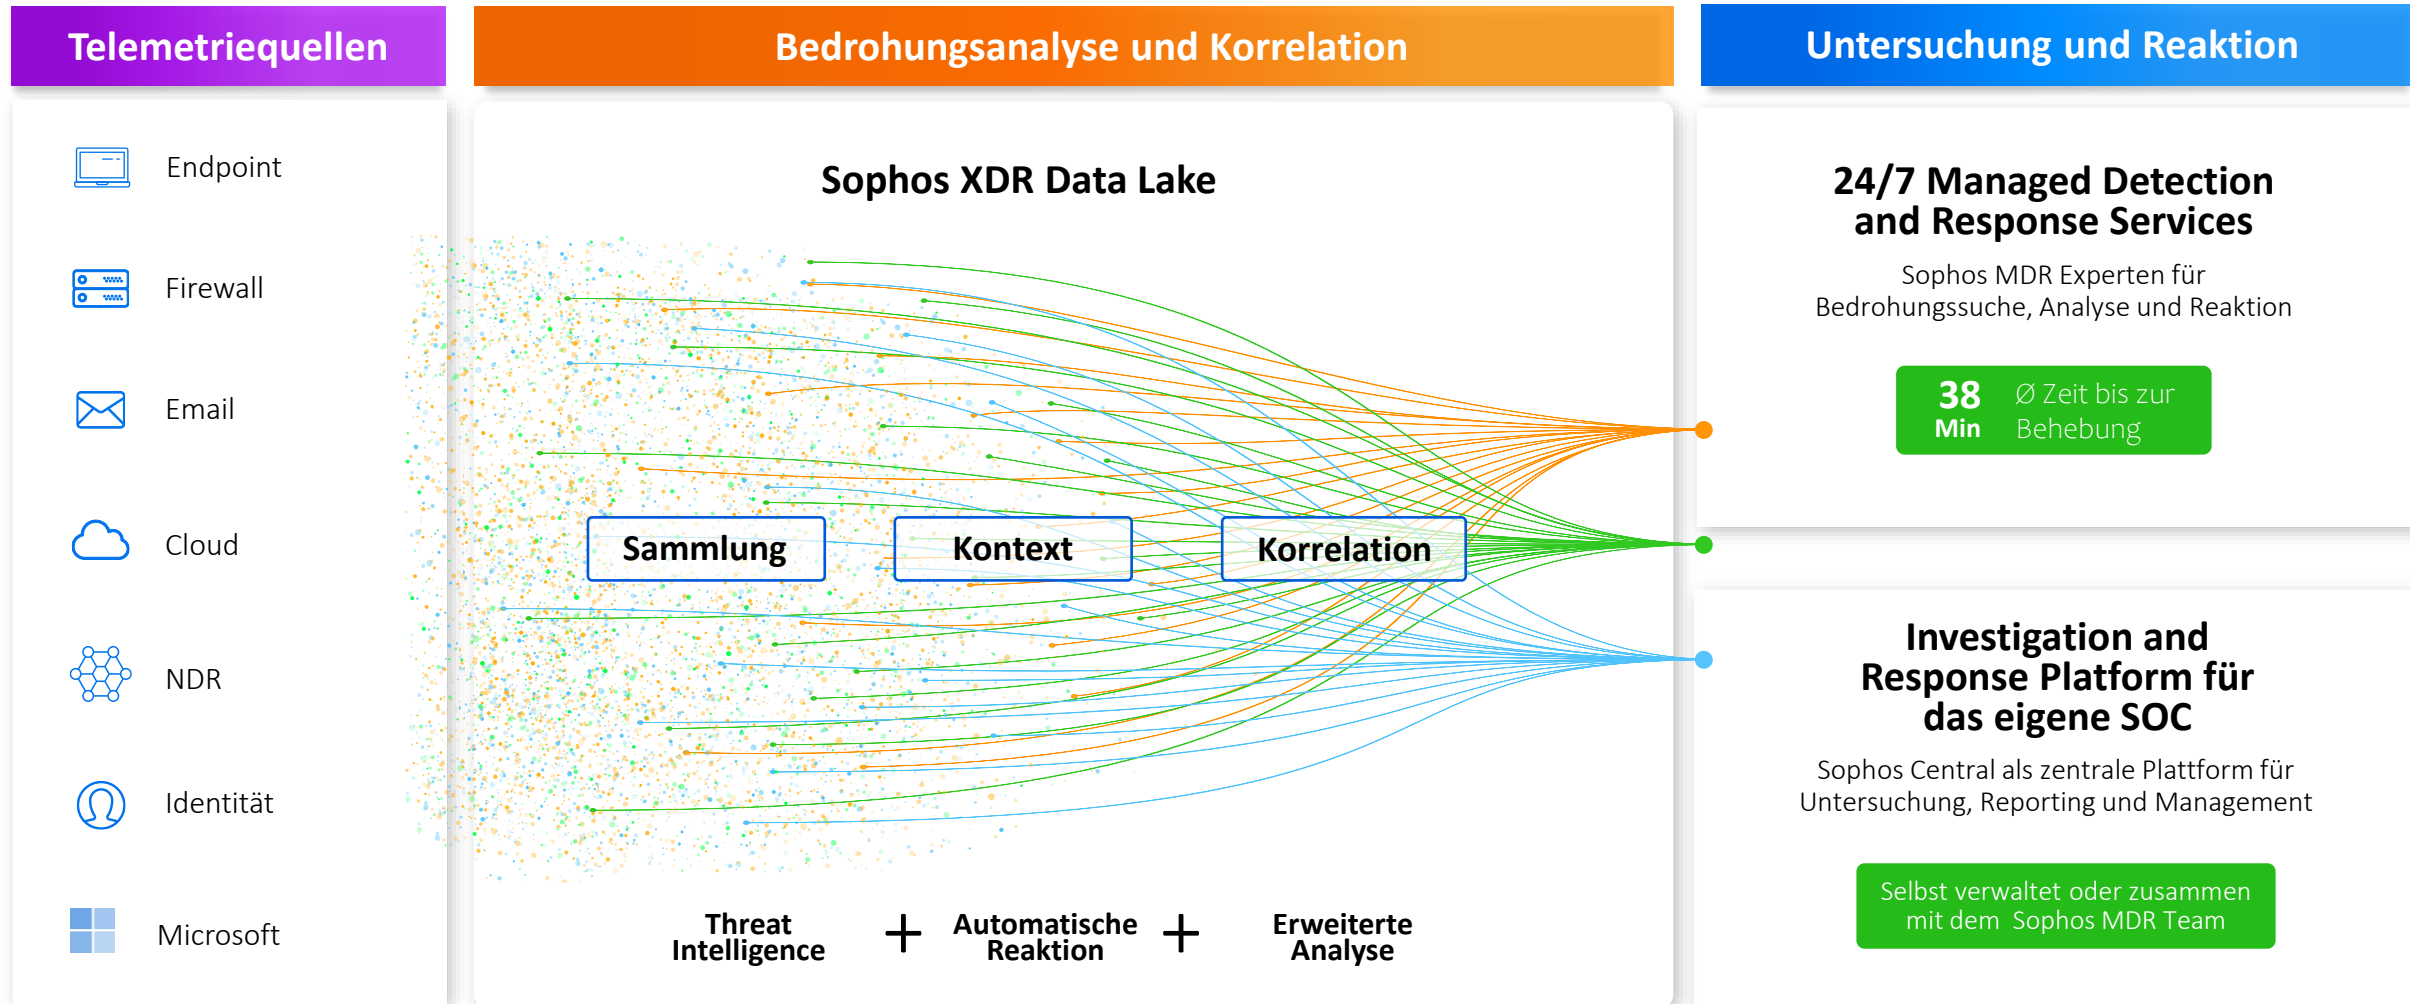 Telemetriequellen
Endpoint
Firewall
Email
Cloud
NDR
Identität
Microsoft
Bedrohungsanalyse und Korrelation
Sophos XDR Data Lake
Sammlung
Kontext
Korrelation
Threat
Intelligence
+
Automatische
Reaktion
+
Erweiterte
Analyse
Untersuchung und Reaktion
24/7 Managed Detection
and Response Services
Sophos MDR Experten für
Bedrohungssuche, Analyse und Reaktion
38
Min
Ø Zeit bis zur
Behebung
Investigation and
Response Platform für
das eigene SOC
Sophos Central als zentrale Plattform für
Untersuchung, Reporting und Management
Selbst verwaltet oder zusammen
mit dem Sophos MDR Team